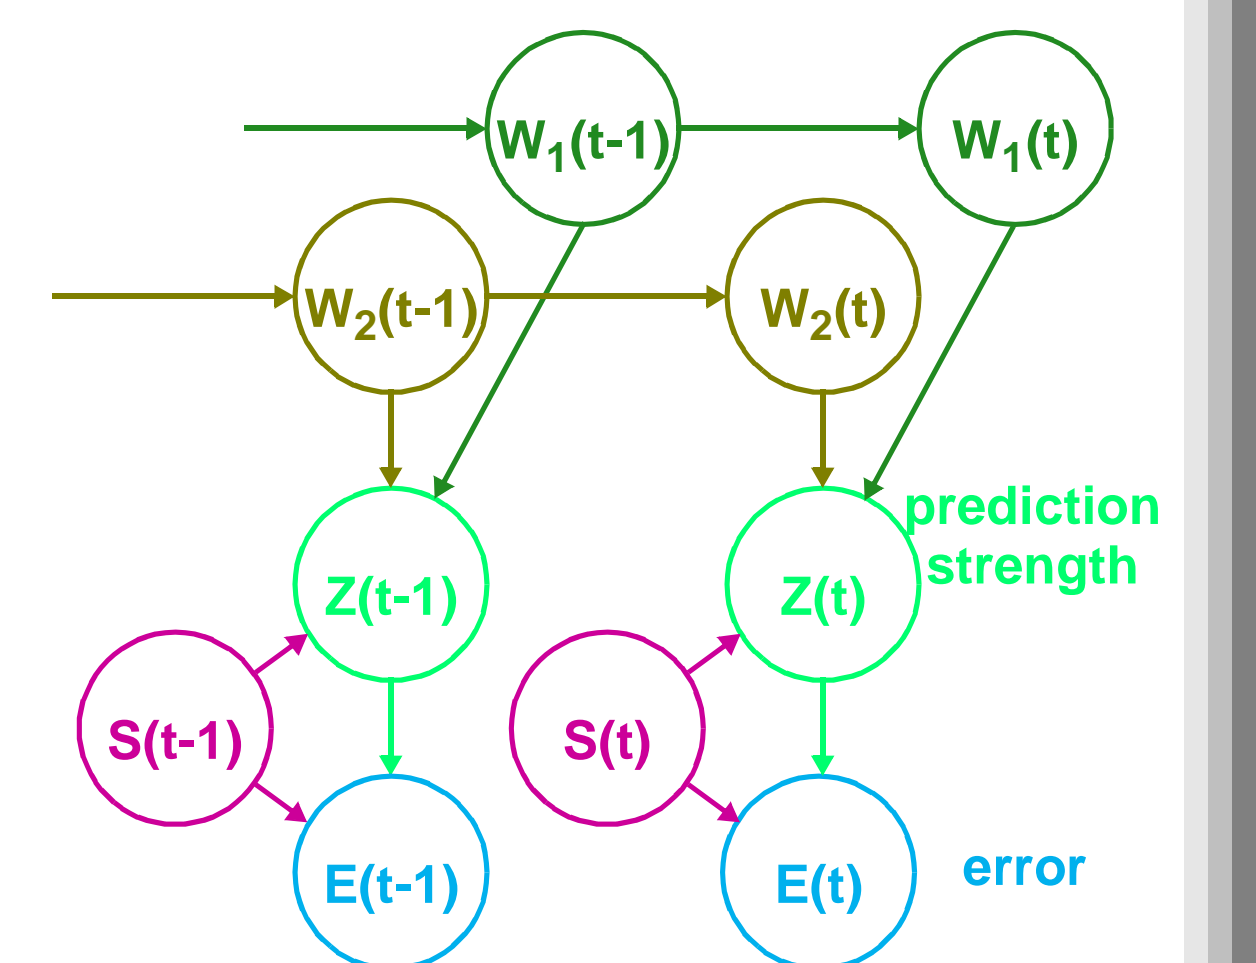 W₁(t-1) W₁(t)
W₂(t-1) W₂(t)
prediction
strength
Z(t-1) Z(t)
S(t-1) S(t)
E(t-1) E(t) error